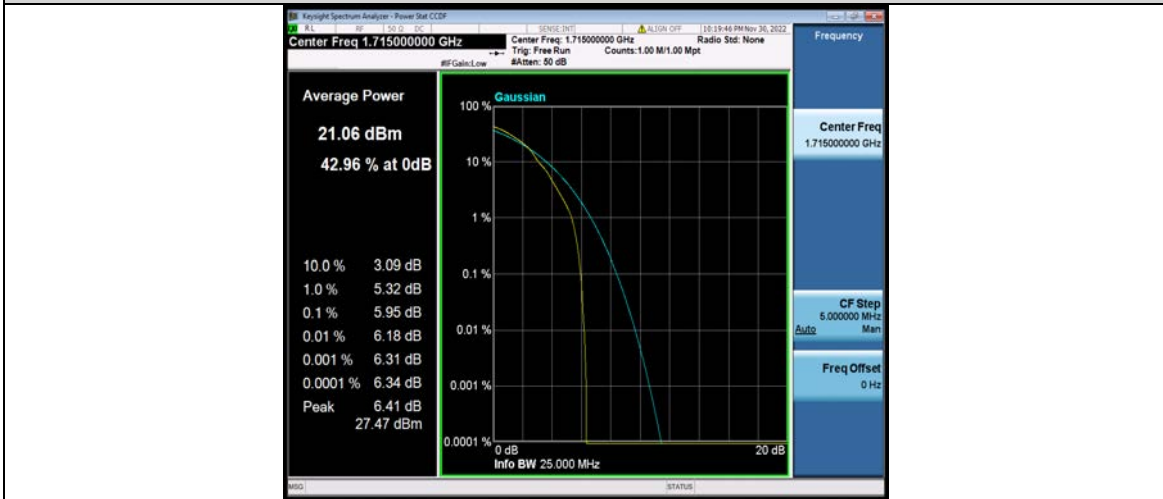 Keysight Spectrum Analyzer - Power Stat CCDF
RL RF 50 Ω DC SENSE:INT ALIGN OFF 10:19:46 PM Nov 30, 2022
Center Freq 1.715000000 GHz
Center Freq: 1.715000000 GHz Radio Std: None
Trig: Free Run Counts:1.00 M/1.00 Mpt
#IFGain:Low #Atten: 50 dB
Frequency
Average Power
21.06 dBm
42.96 % at 0dB
10.0 % 3.09 dB
1.0 % 5.32 dB
0.1 % 5.95 dB
0.01 % 6.18 dB
0.001 % 6.31 dB
0.0001 % 6.34 dB
Peak 6.41 dB
27.47 dBm
Gaussian
100 %
10 %
1 %
0.1 %
0.01 %
0.001 %
0.0001 %
0 dB 20 dB
Info BW 25.000 MHz
Center Freq
1.715000000 GHz
CF Step
5.000000 MHz
Auto Man
Freq Offset
0 Hz
MSG STATUS